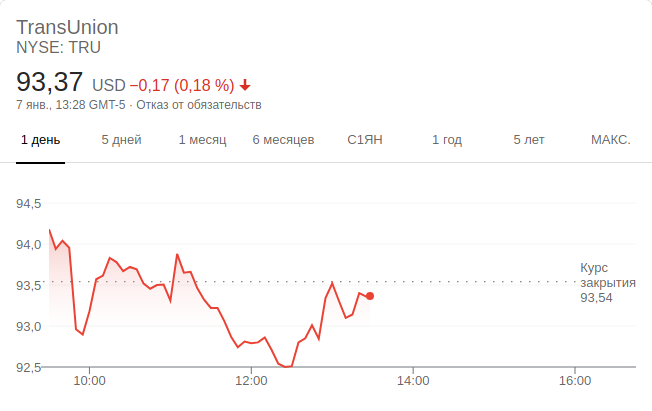 TransUnion
NYSE: TRU
93,37 USD −0,17 (0,18 %)
7 янв., 13:28 GMT-5 · Отказ от обязательств
1 день 5 дней 1 месяц 6 месяцев С1ЯН 1 год 5 лет МАКС.
94,5
94,0
93,5
93,0
92,5
Курс
закрытия
93,54
10:00 12:00 14:00 16:00